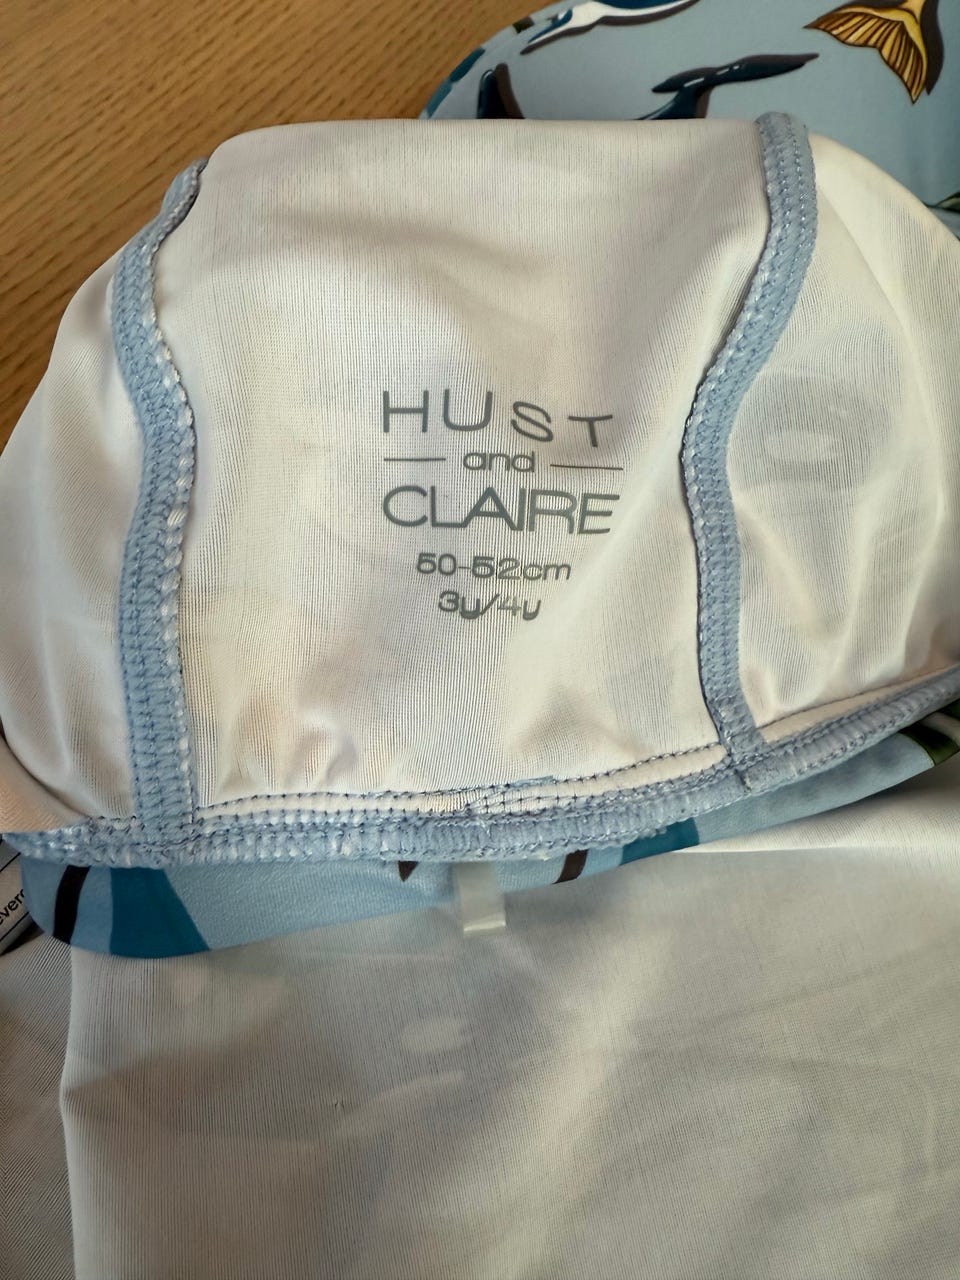 HUST
and
CLAIRE
50-52cm
3y/4y